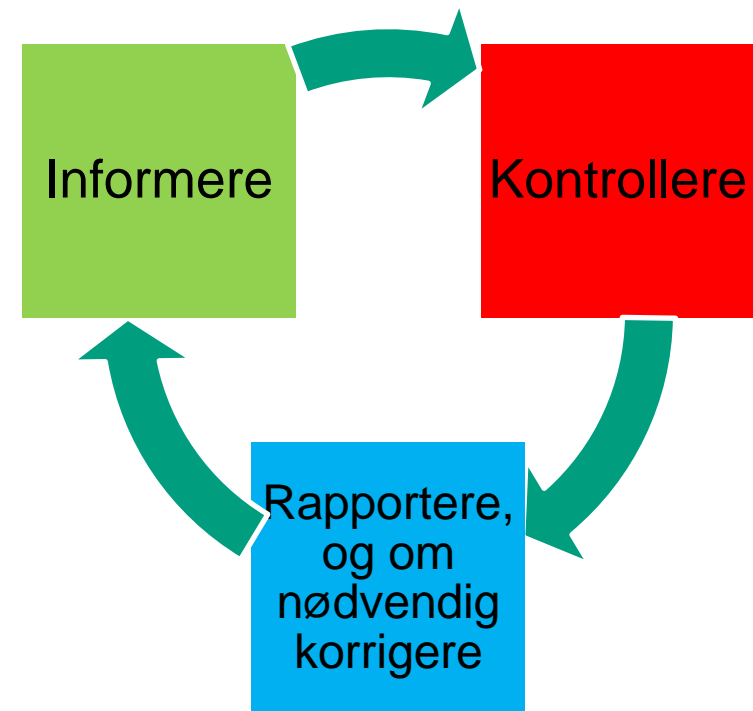 Informere
Kontrollere
Rapportere,
og om
nødvendig
korrigere